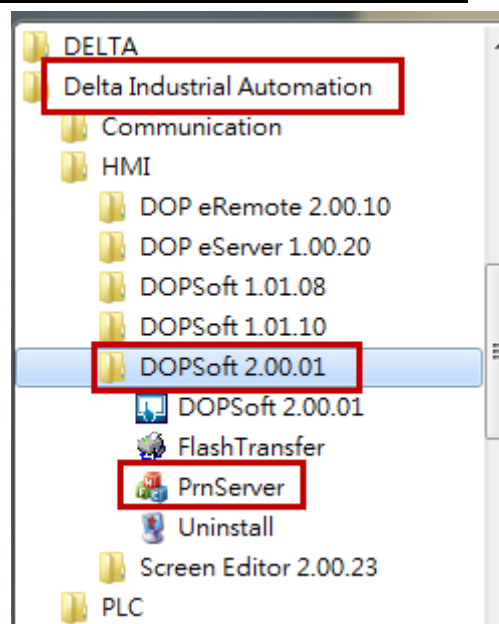 DELTA
Delta Industrial Automation
Communication
HMI
DOP eRemote 2.00.10
DOP eServer 1.00.20
DOPSoft 1.01.08
DOPSoft 1.01.10
DOPSoft 2.00.01
DOPSoft 2.00.01
FlashTransfer
PrnServer
Uninstall
Screen Editor 2.00.23
PLC